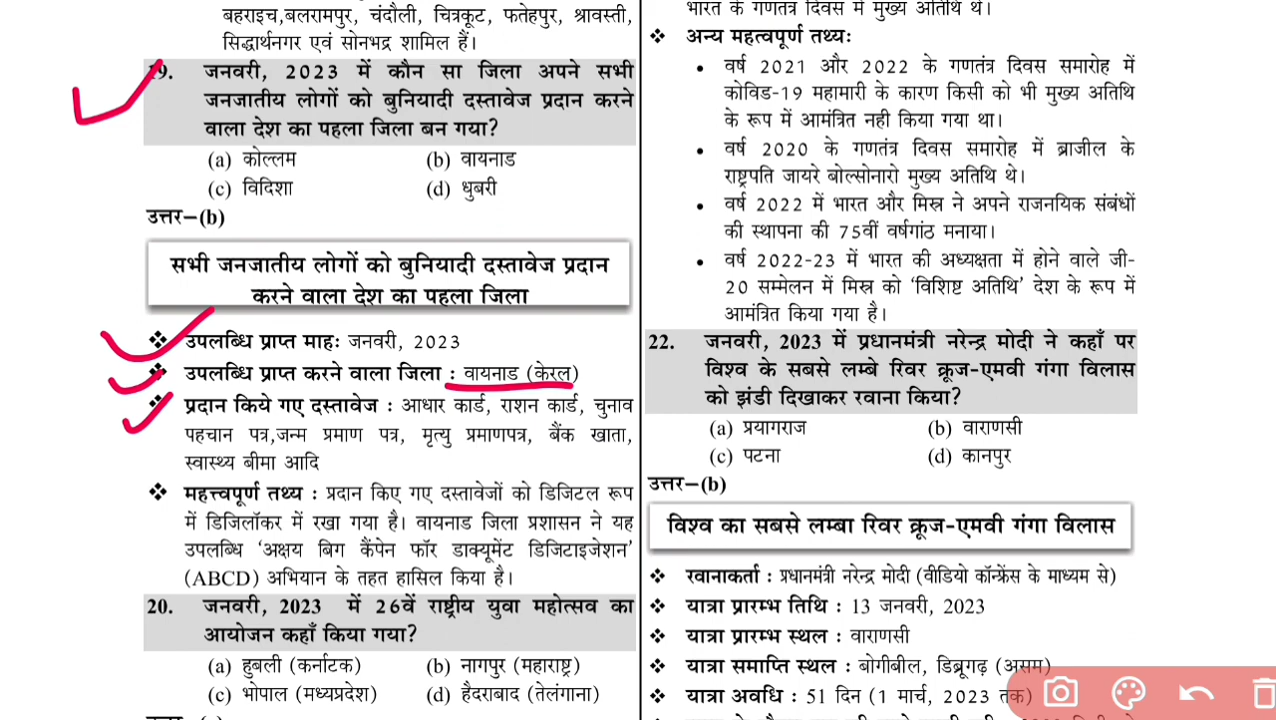 बहराइच,बलरामपुर, चंदौली, चित्रकूट, फतेहपुर, श्रावस्ती,
सिद्धार्थनगर एवं सोनभद्र शामिल हैं।
19. जनवरी, 2023 में कौन सा जिला अपने सभी
जनजातीय लोगों को बुनियादी दस्तावेज प्रदान करने
वाला देश का पहला जिला बन गया?
(a) कोल्लम (b) वायनाड
(c) विदिशा (d) धुबरी
उत्तर–(b)
सभी जनजातीय लोगों को बुनियादी दस्तावेज प्रदान
करने वाला देश का पहला जिला
❖ उपलब्धि प्राप्त माहः जनवरी, 2023
❖ उपलब्धि प्राप्त करने वाला जिला : वायनाड (केरल)
❖ प्रदान किये गए दस्तावेज : आधार कार्ड, राशन कार्ड, चुनाव
पहचान पत्र,जन्म प्रमाण पत्र, मृत्यु प्रमाणपत्र, बैंक खाता,
स्वास्थ्य बीमा आदि
❖ महत्त्वपूर्ण तथ्य : प्रदान किए गए दस्तावेजों को डिजिटल रूप
में डिजिलॉकर में रखा गया है। वायनाड जिला प्रशासन ने यह
उपलब्धि ‘अक्षय बिग कैंपेन फॉर डाक्यूमेंट डिजिटाइजेशन’
(ABCD) अभियान के तहत हासिल किया है।
20. जनवरी, 2023 में 26वें राष्ट्रीय युवा महोत्सव का
आयोजन कहाँ किया गया?
(a) हुबली (कर्नाटक) (b) नागपुर (महाराष्ट्र)
(c) भोपाल (मध्यप्रदेश) (d) हैदराबाद (तेलंगाना)
भारत के गणतंत्र दिवस में मुख्य अतिथि थे।
❖ अन्य महत्वपूर्ण तथ्यः
• वर्ष 2021 और 2022 के गणतंत्र दिवस समारोह में
कोविड-19 महामारी के कारण किसी को भी मुख्य अतिथि
के रूप में आमंत्रित नही किया गया था।
• वर्ष 2020 के गणतंत्र दिवस समारोह में ब्राजील के
राष्ट्रपति जायरे बोल्सोनारो मुख्य अतिथि थे।
• वर्ष 2022 में भारत और मिस्र ने अपने राजनयिक संबंधों
की स्थापना की 75वीं वर्षगांठ मनाया।
• वर्ष 2022-23 में भारत की अध्यक्षता में होने वाले जी-
20 सम्मेलन में मिस्र को ‘विशिष्ट अतिथि’ देश के रूप में
आमंत्रित किया गया है।
22. जनवरी, 2023 में प्रधानमंत्री नरेन्द्र मोदी ने कहाँ पर
विश्व के सबसे लम्बे रिवर क्रूज-एमवी गंगा विलास
को झंडी दिखाकर रवाना किया?
(a) प्रयागराज (b) वाराणसी
(c) पटना (d) कानपुर
उत्तर–(b)
विश्व का सबसे लम्बा रिवर क्रूज-एमवी गंगा विलास
❖ रवानाकर्ता : प्रधानमंत्री नरेन्द्र मोदी (वीडियो कॉन्फ्रेंस के माध्यम से)
❖ यात्रा प्रारम्भ तिथि : 13 जनवरी, 2023
❖ यात्रा प्रारम्भ स्थल : वाराणसी
❖ यात्रा समाप्ति स्थल : बोगीबील, डिब्रूगढ़ (असम)
❖ यात्रा अवधि : 51 दिन (1 मार्च, 2023 तक)